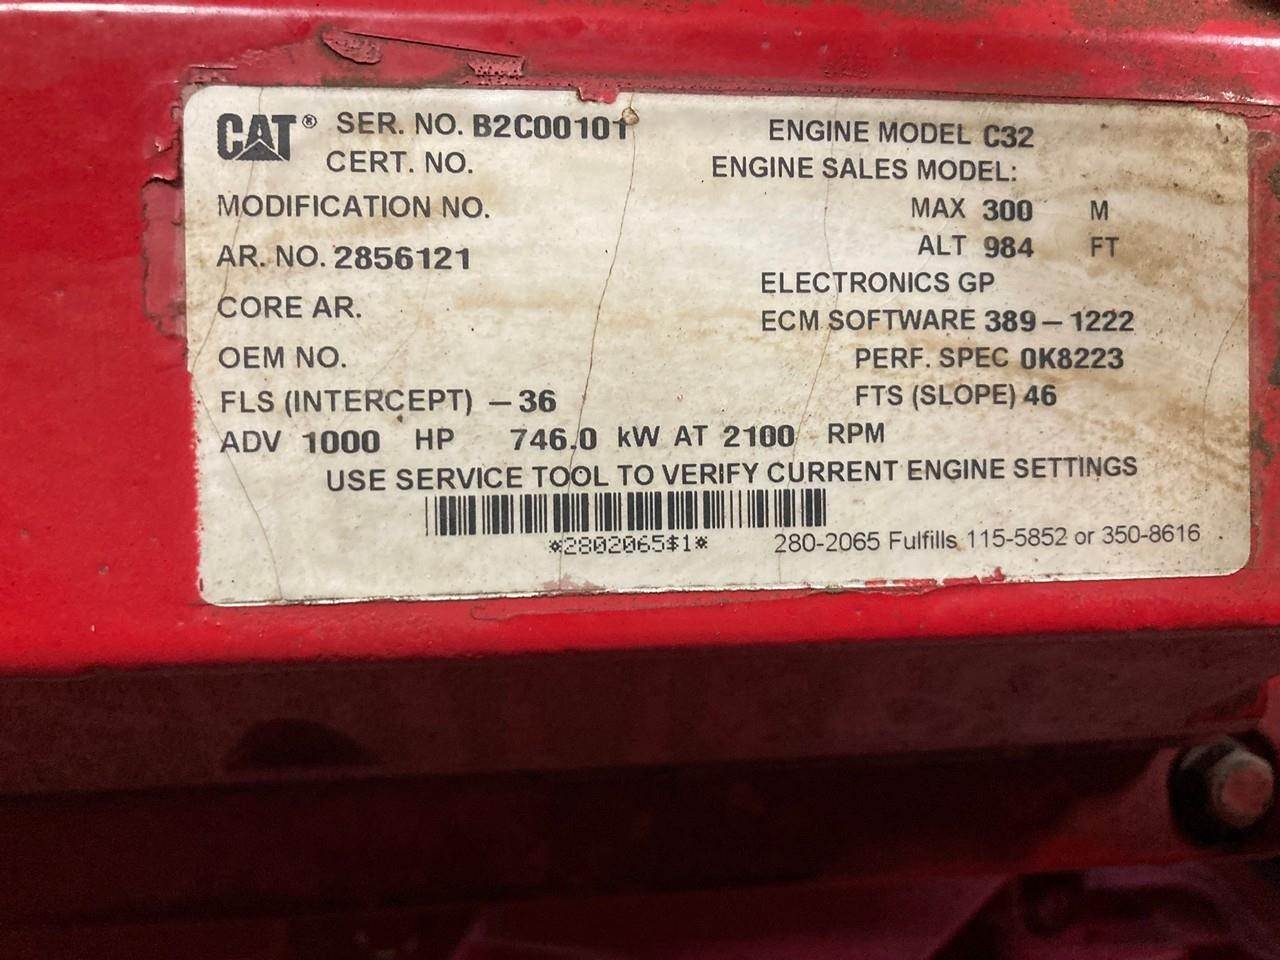 CAT® SER. NO. B2C00101 ENGINE MODEL C32
CERT. NO. ENGINE SALES MODEL:
MODIFICATION NO. MAX 300 M
AR. NO. 2856121 ALT 984 FT
ELECTRONICS GP
CORE AR. ECM SOFTWARE 389-1222
OEM NO. PERF. SPEC 0K8223
FLS (INTERCEPT) -36 FTS (SLOPE) 46
ADV 1000 HP 746.0 kW AT 2100 RPM
USE SERVICE TOOL TO VERIFY CURRENT ENGINE SETTINGS
*2802065$1* 280-2065 Fulfills 115-5852 or 350-8616